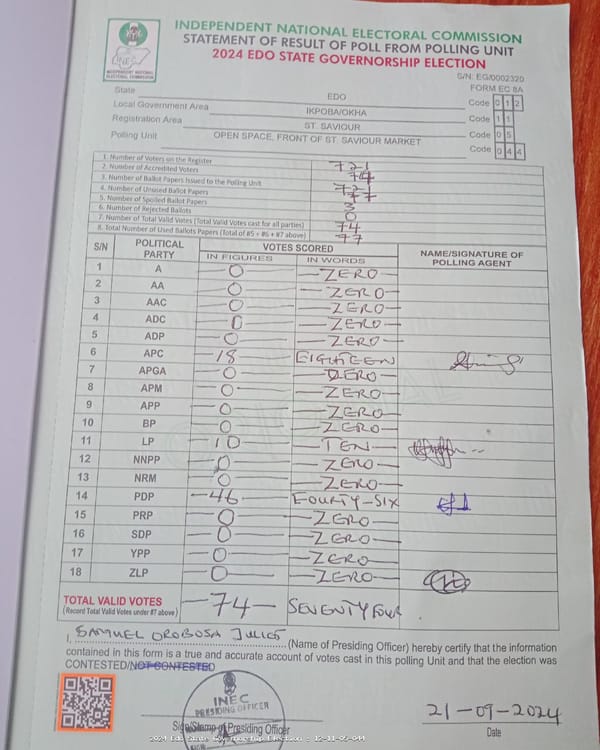 INDEPENDENT NATIONAL ELECTORAL COMMISSION
STATEMENT OF RESULT OF POLL FROM POLLING UNIT
2024 EDO STATE GOVERNORSHIP ELECTION
INEC
INDEPENDENT NATIONAL ELECTORAL COMMISSION
S/N: EG/0002320
FORM EC 8A
State EDO Code 0 1 2
Local Government Area IKPOBA/OKHA Code 1 1
Registration Area ST. SAVIOUR Code 0 5
Polling Unit OPEN SPACE, FRONT OF ST. SAVIOUR MARKET Code 0 4 4
1. Number of Voters on the Register 721
2. Number of Accredited Voters
3. Number of Ballot Papers Issued to the Polling Unit 721
4. Number of Unused Ballot Papers
5. Number of Spoiled Ballot Papers 3
6. Number of Rejected Ballots 0
7. Number of Total Valid Votes (Total Valid Votes cast for all parties) 74
8. Total Number of Used Ballots Papers (Total of #5 + #6 + #7 above) 77
S/N POLITICAL PARTY VOTES SCORED NAME/SIGNATURE OF POLLING AGENT
IN FIGURES IN WORDS
1 A 0 ZERO
2 AA 0 ZERO
3 AAC 0 ZERO
4 ADC 0 ZERO
5 ADP 0 ZERO
6 APC 18 EIGHTEEN
7 APGA 0 ZERO
8 APM 0 ZERO
9 APP 0 ZERO
10 BP 0 ZERO
11 LP 10 TEN
12 NNPP 0 ZERO
13 NRM 0 ZERO
14 PDP 46 FOURTY-SIX
15 PRP 0 ZERO
16 SDP 0 ZERO
17 YPP 0 ZERO
18 ZLP 0 ZERO
TOTAL VALID VOTES 74 SEVENTY FOUR
(Record Total Valid Votes under #7 above)
I, SAMUEL OROBOSA JULIET (Name of Presiding Officer) hereby certify that the information
contained in this form is a true and accurate account of votes cast in this polling Unit and that the election was
CONTESTED/NOT CONTESTED
INEC
PRESIDING OFFICER
Sign/Stamp of Presiding Officer
21-09-2024
Date
2024 Edo State Governorship Election : 12-11-05-044